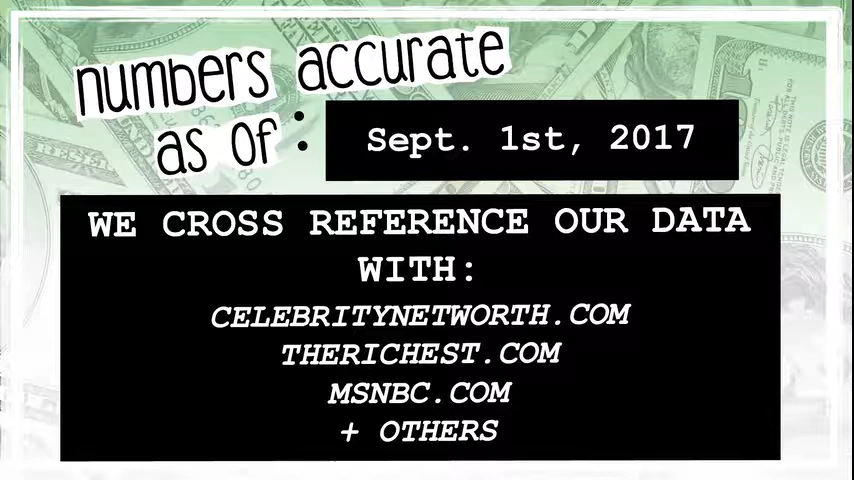 numbers accurate
as of: Sept. 1st, 2017
WE CROSS REFERENCE OUR DATA
WITH:
CELEBRITYNETWORTH.COM
THERICHEST.COM
MSNBC.COM
+ OTHERS